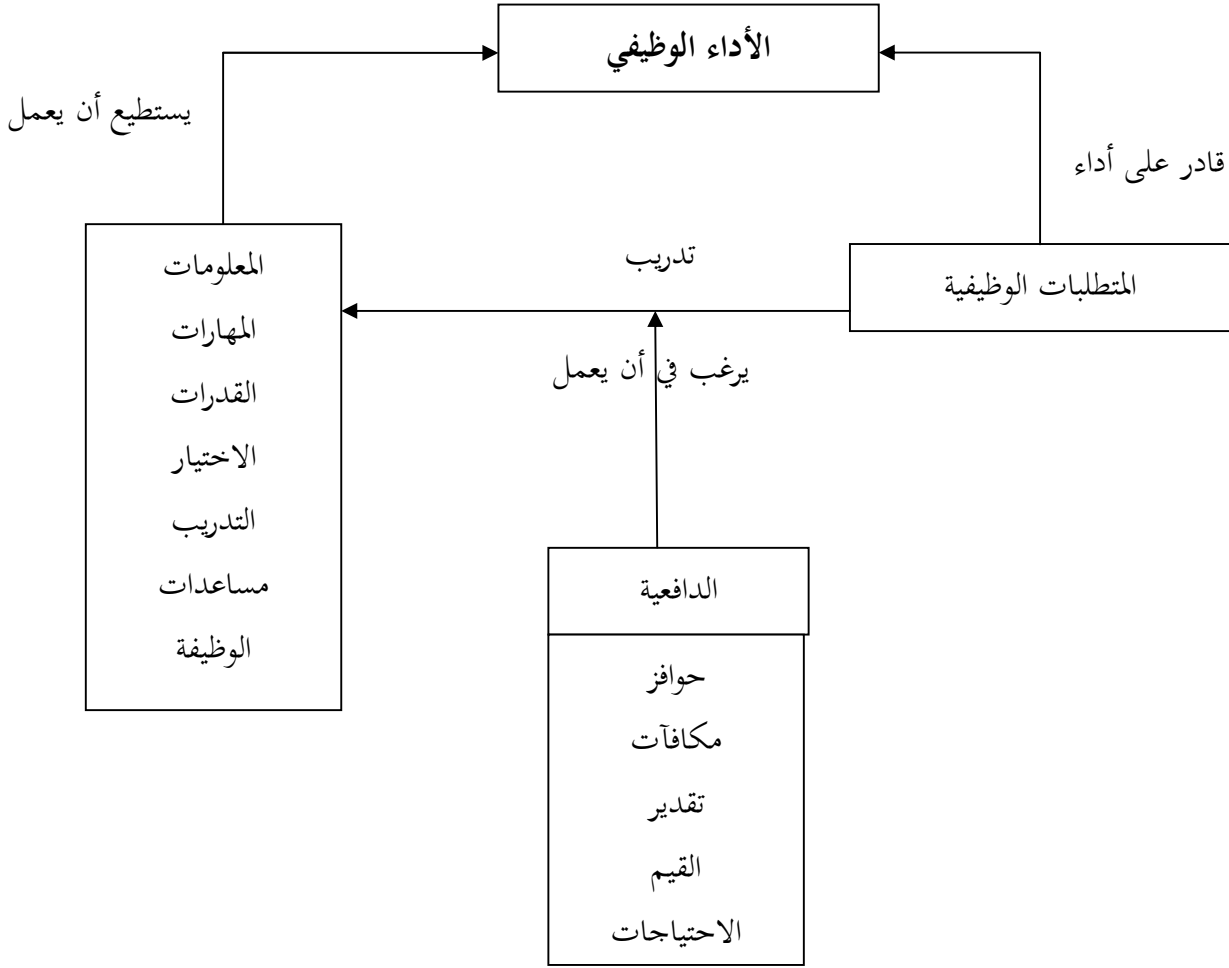 الأداء الوظيفي
يستطيع أن يعمل
قادر على أداء
تدريب
المتطلبات الوظيفية
المعلومات
المهارات
القدرات
الاختيار
التدريب
مساعدات
الوظيفة
يرغب في أن يعمل
الدافعية
حوافز
مكافآت
تقدير
القيم
الاحتياجات